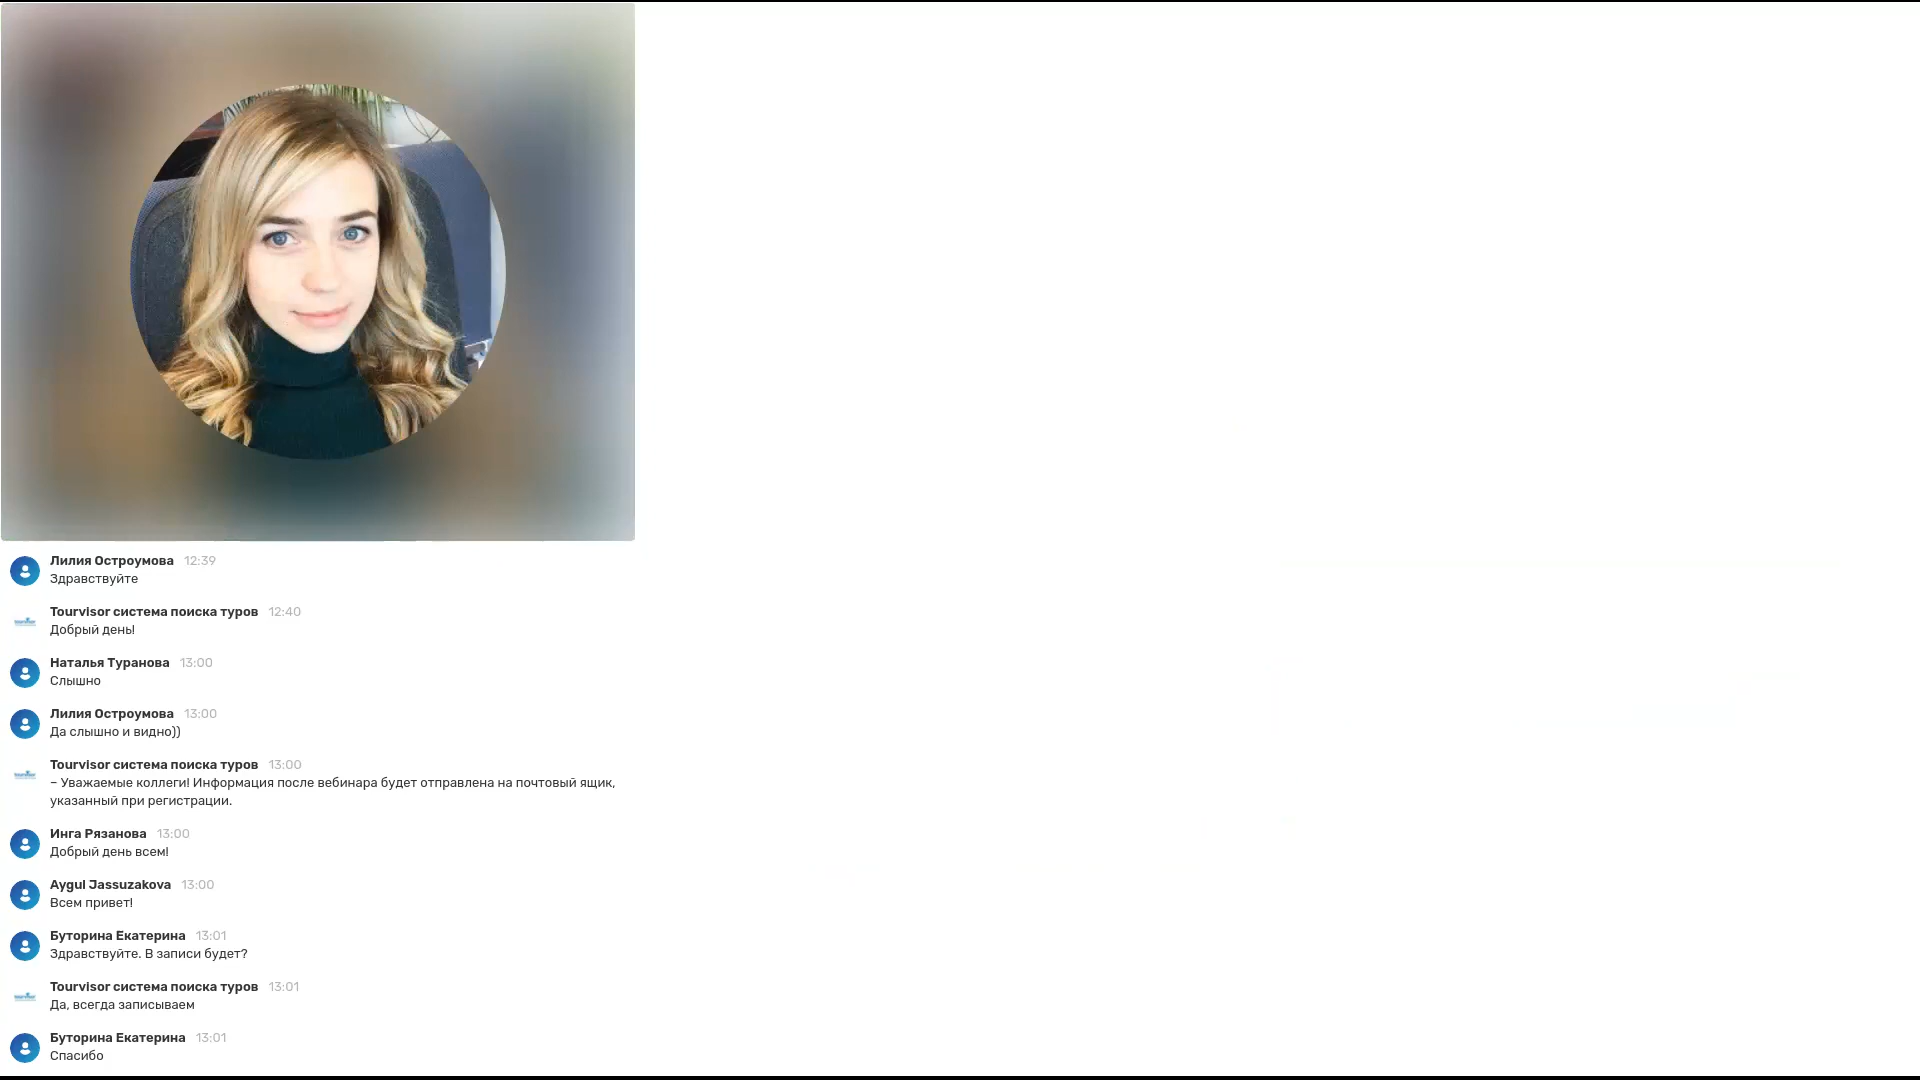 Лилия Остроумова 12:39
Здравствуйте
Tourvisor система поиска туров 12:40
Добрый день!
Наталья Туранова 13:00
Слышно
Лилия Остроумова 13:00
Да слышно и видно))
Tourvisor система поиска туров 13:00
– Уважаемые коллеги! Информация после вебинара будет отправлена на почтовый ящик,
указанный при регистрации.
Инга Рязанова 13:00
Добрый день всем!
Aygul Jassuzakova 13:00
Всем привет!
Буторина Екатерина 13:01
Здравствуйте. В записи будет?
Tourvisor система поиска туров 13:01
Да, всегда записываем
Буторина Екатерина 13:01
Спасибо